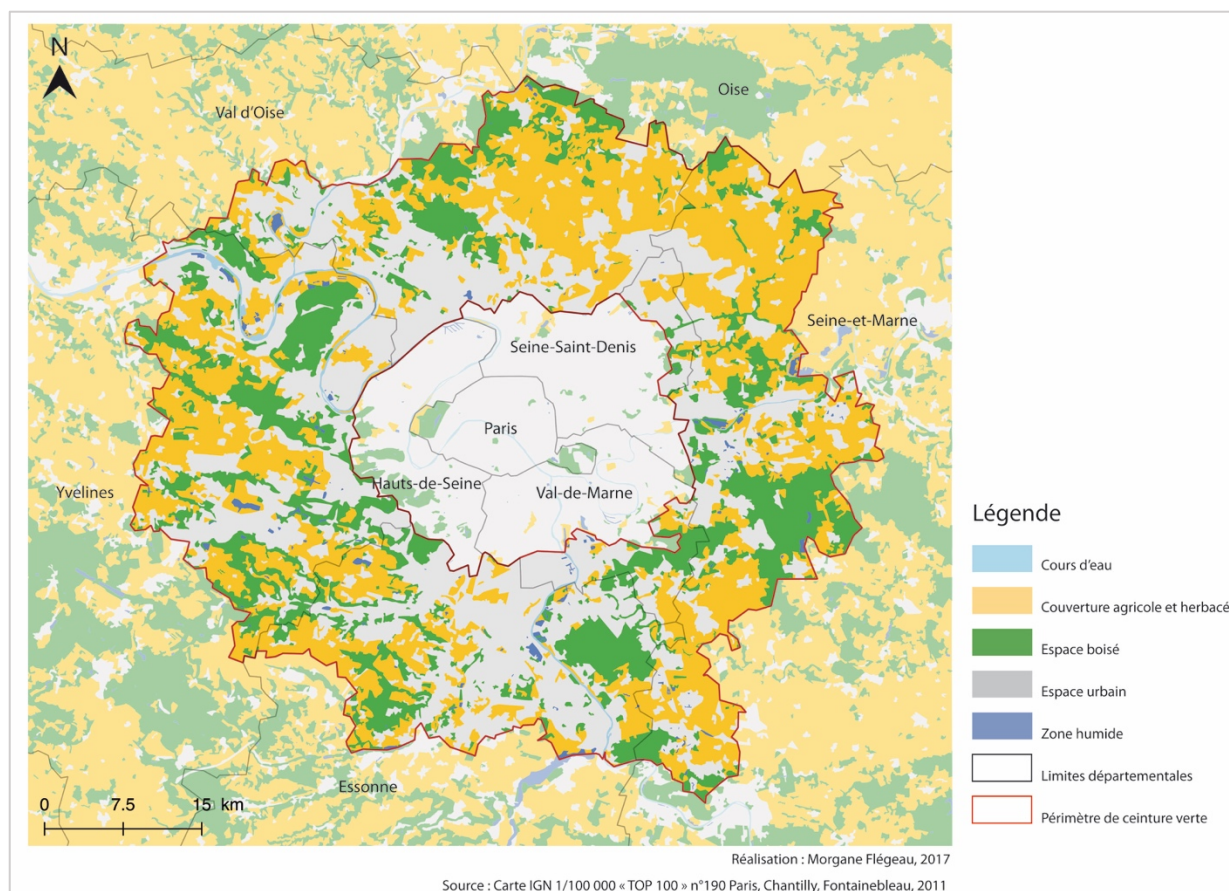 N
Oise
Val d'Oise
Seine-et-Marne
Seine-Saint-Denis
Paris
Hauts-de-Seine
Val-de-Marne
Yvelines
Essonne
0 7.5 15 km
Légende
Cours d'eau
Couverture agricole et herbacé
Espace boisé
Espace urbain
Zone humide
Limites départementales
Périmètre de ceinture verte
Réalisation : Morgane Flégeau, 2017
Source : Carte IGN 1/100 000 « TOP 100 » n°190 Paris, Chantilly, Fontainebleau, 2011